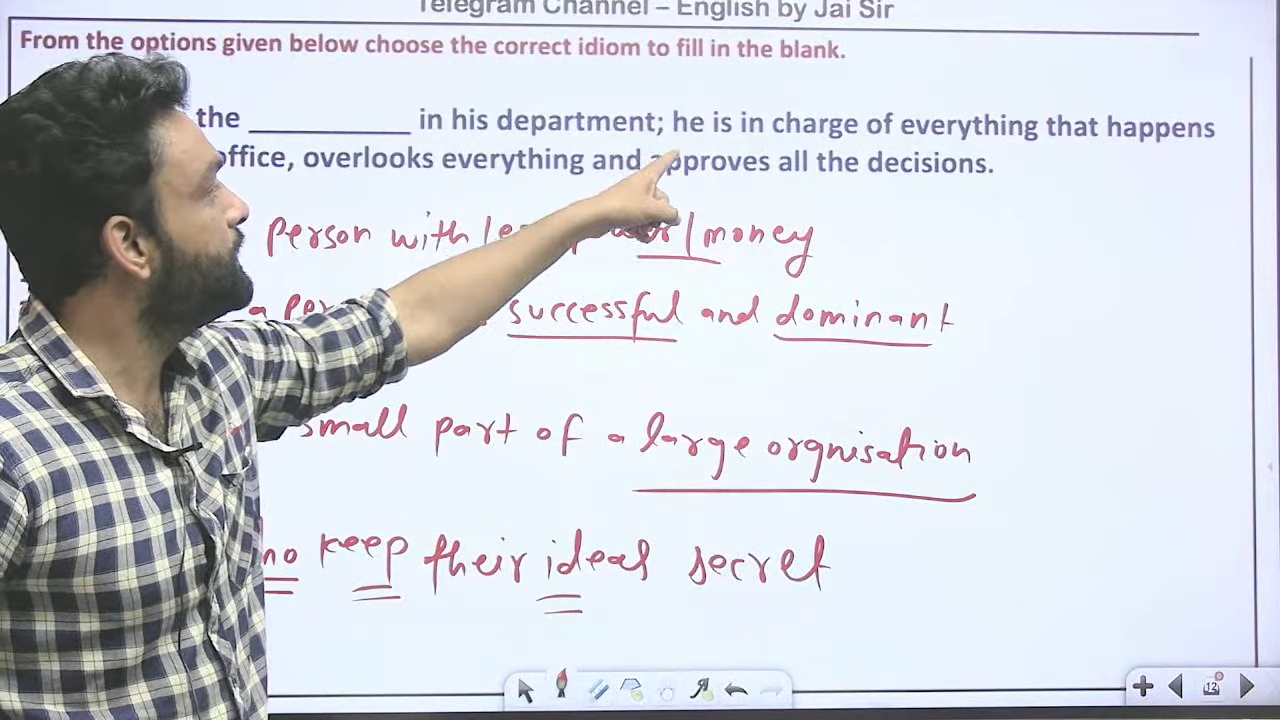 Telegram Channel – English by Jai Sir
From the options given below choose the correct idiom to fill in the blank.
the __________ in his department; he is in charge of everything that happens
office, overlooks everything and approves all the decisions.
person with / money
a successful and dominant
small part of a large orgnisation
keep their ideas secret
12